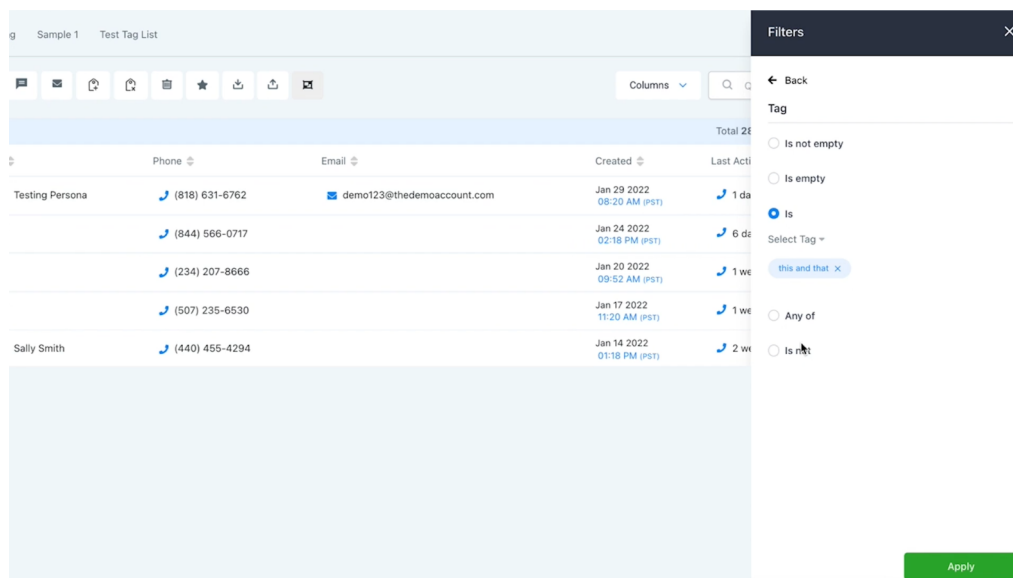 g Sample 1 Test Tag List
Filters
Back
Columns
Tag
Total 28
Is not empty
Phone Email Created Last Acti
Is empty
Testing Persona (818) 631-6762 demo123@thedemoaccount.com Jan 29 2022 1 da
08:20 AM (PST)
Is
(844) 566-0717 Jan 24 2022 6 da
02:18 PM (PST)
Select Tag
this and that
(234) 207-8666 Jan 20 2022 1 we
09:52 AM (PST)
(507) 235-6530 Jan 17 2022 1 we
11:20 AM (PST)
Any of
Sally Smith (440) 455-4294 Jan 14 2022 2 we
01:18 PM (PST)
Is not
Apply